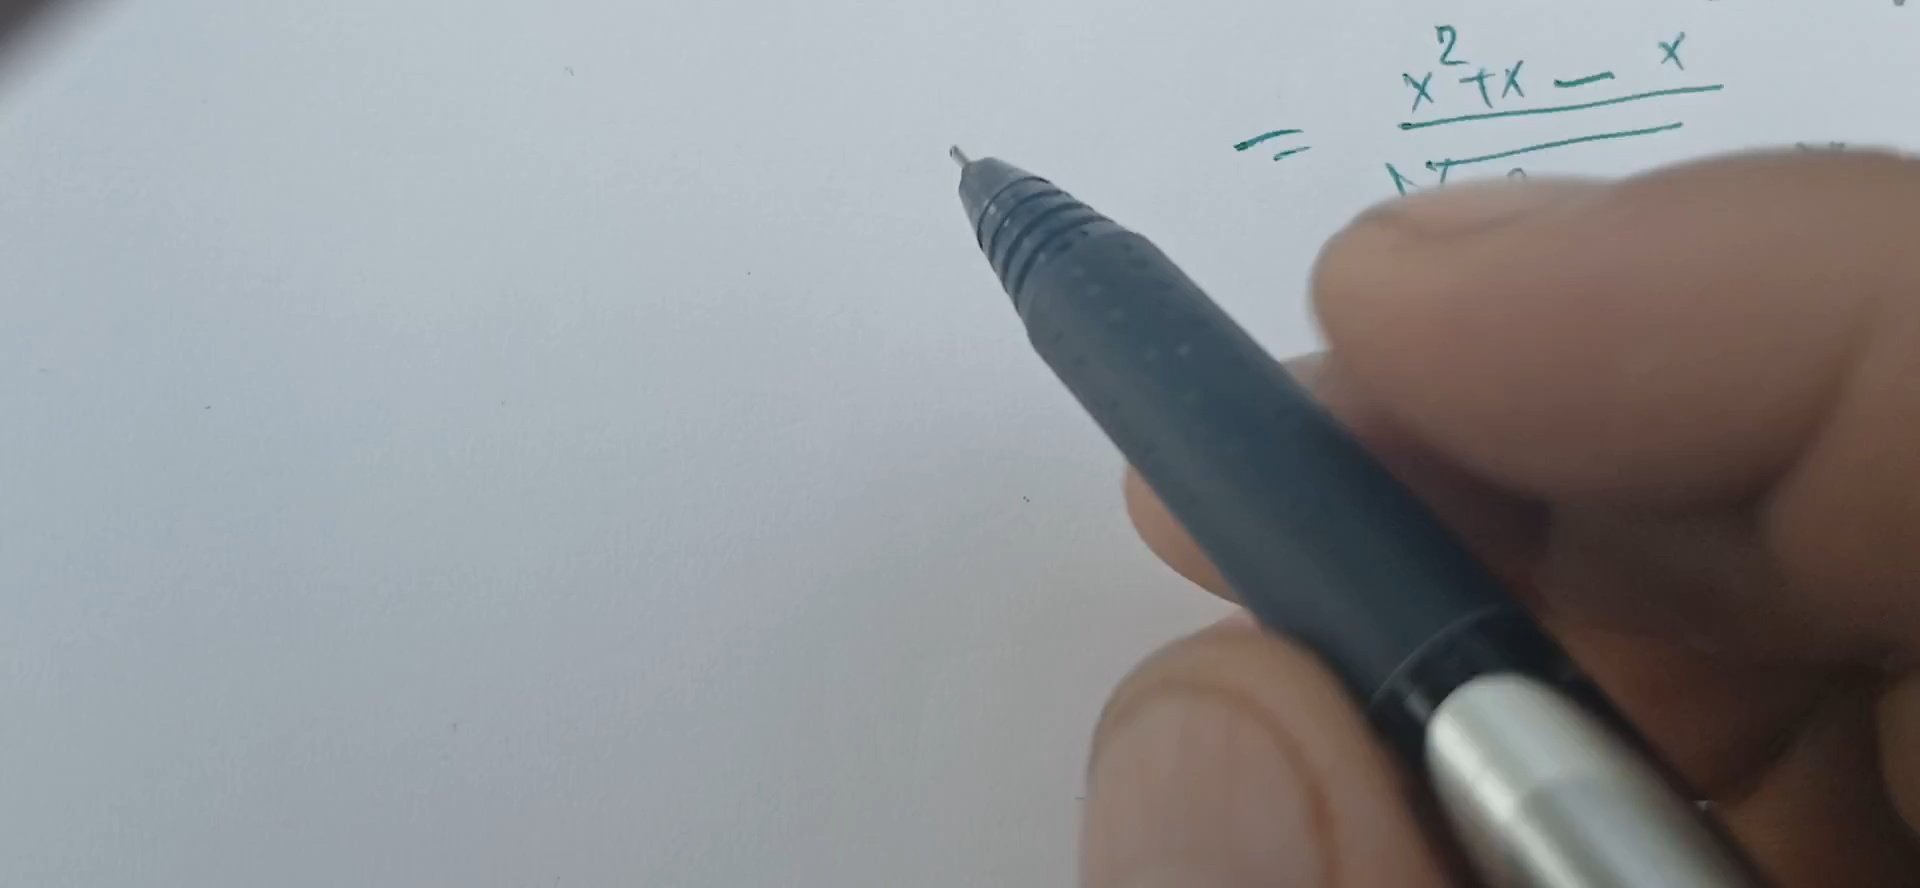 = x²+x - x
√